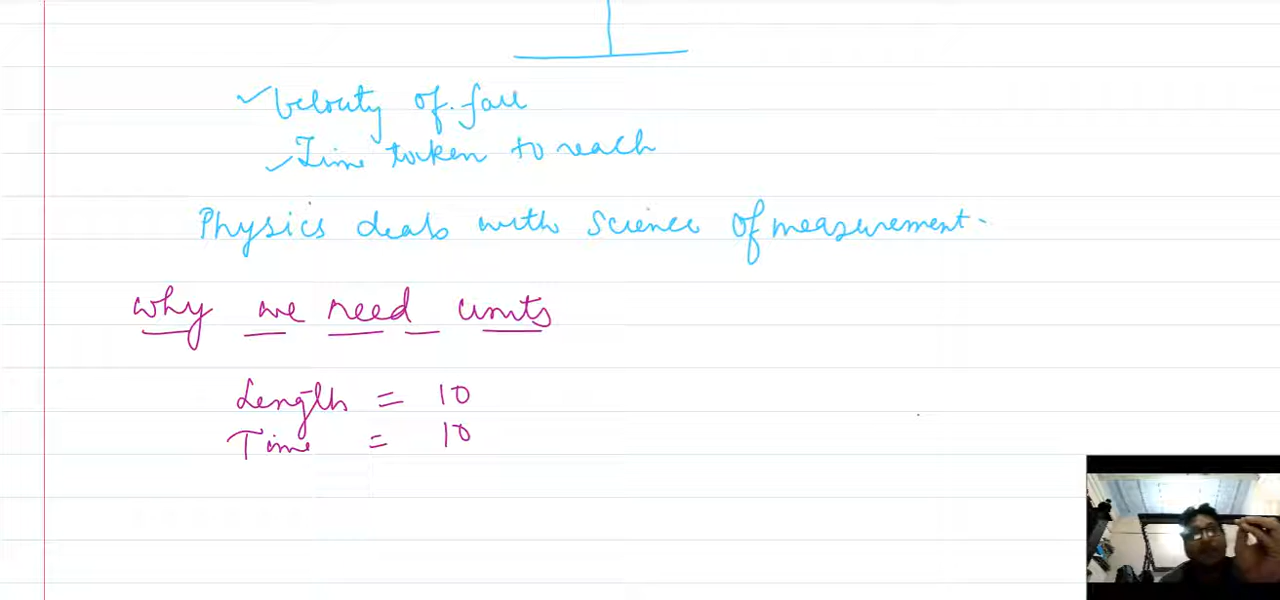 ✓ Velocity of fall
✓ Time taken to reach
Physics deals with science of measurement.
Why we need units
Length = 10
Time = 10